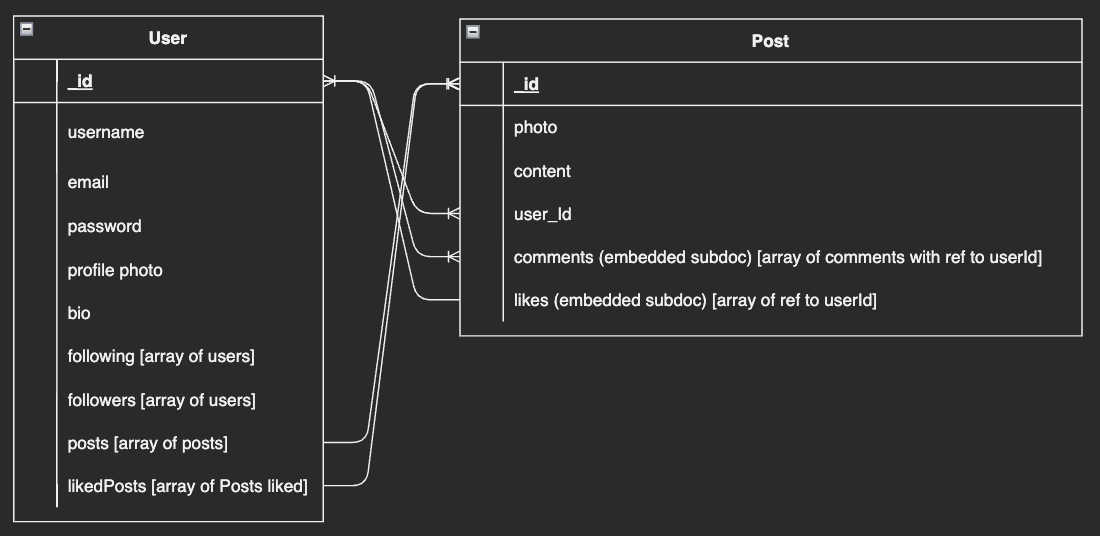 User
_id
username
email
password
profile photo
bio
following [array of users]
followers [array of users]
posts [array of posts]
likedPosts [array of Posts liked]
Post
_id
photo
content
user_Id
comments (embedded subdoc) [array of comments with ref to userId]
likes (embedded subdoc) [array of ref to userId]